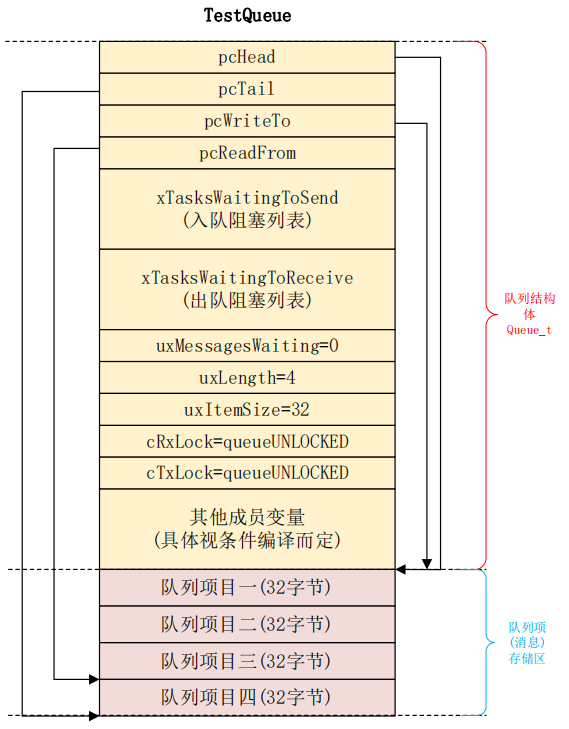 TestQueue
pcHead
pcTail
pcWriteTo
pcReadFrom
xTasksWaitingToSend
(入队阻塞列表)
xTasksWaitingToReceive
(出队阻塞列表)
uxMessagesWaiting=0
uxLength=4
uxItemSize=32
cRxLock=queueUNLOCKED
cTxLock=queueUNLOCKED
其他成员变量
(具体视条件编译而定)
队列项目一(32字节)
队列项目二(32字节)
队列项目三(32字节)
队列项目四(32字节)
队列结构
体
Queue_t
队列项
(消息)
存储区